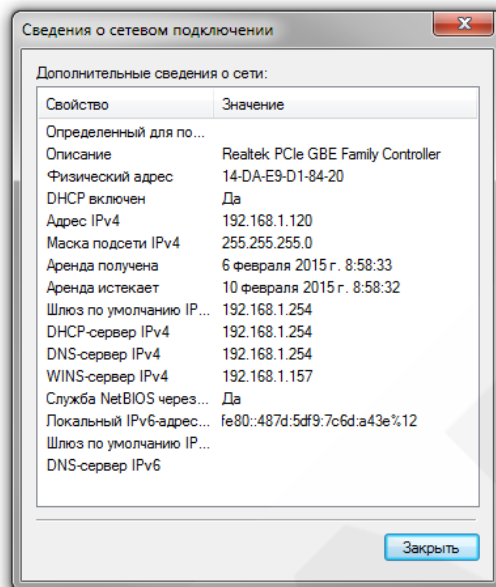 Сведения о сетевом подключении
Дополнительные сведения о сети:
Свойство Значение
Определенный для по...
Описание Realtek PCIe GBE Family Controller
Физический адрес 14-DA-E9-D1-84-20
DHCP включен Да
Адрес IPv4 192.168.1.120
Маска подсети IPv4 255.255.255.0
Аренда получена 6 февраля 2015 г. 8:58:33
Аренда истекает 10 февраля 2015 г. 8:58:32
Шлюз по умолчанию IP... 192.168.1.254
DHCP-сервер IPv4 192.168.1.254
DNS-сервер IPv4 192.168.1.254
WINS-сервер IPv4 192.168.1.157
Служба NetBIOS через... Да
Локальный IPv6-адрес... fe80::487d:5df9:7c6d:a43e%12
Шлюз по умолчанию IP...
DNS-сервер IPv6
Закрыть